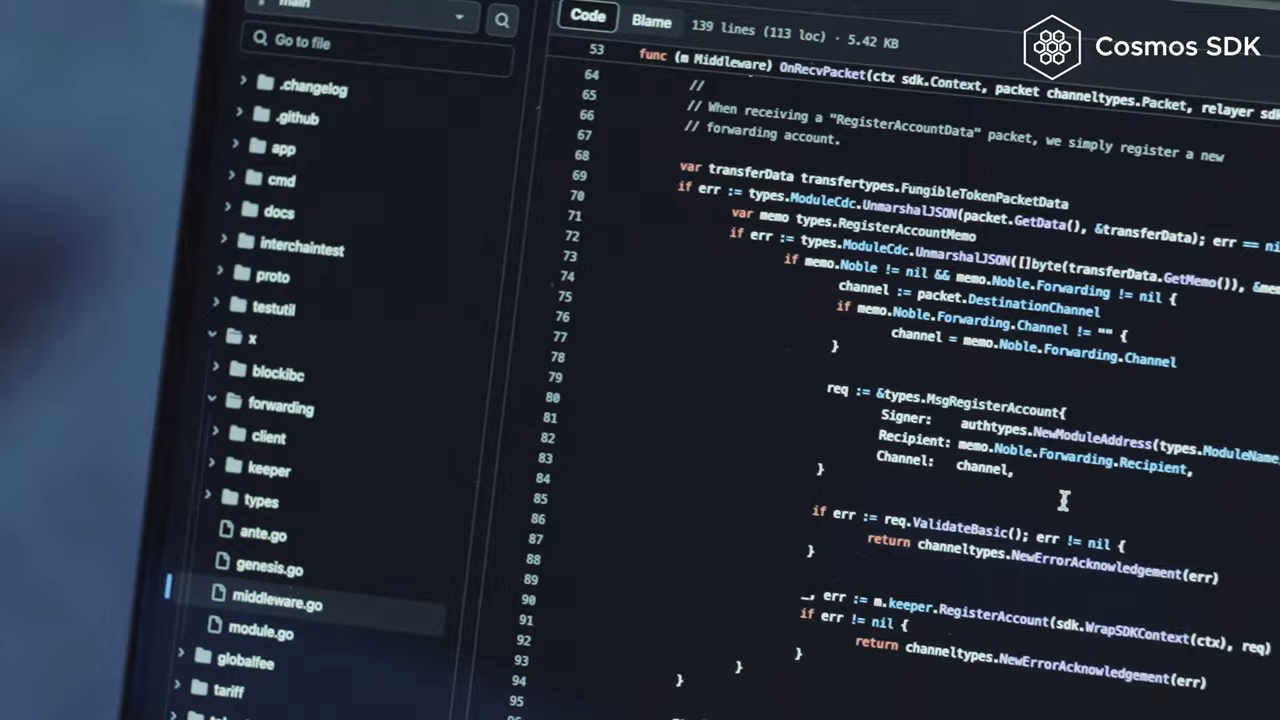 main
Go to file
.changelog
.github
app
cmd
docs
interchaintest
proto
testutil
x
blockibc
forwarding
client
keeper
types
ante.go
genesis.go
middleware.go
module.go
globalfee
tariff
Code Blame 139 lines (113 loc) · 5.42 KB
Cosmos SDK
53 func (m Middleware) OnRecvPacket(ctx sdk.Context, packet channeltypes.Packet, relayer
64 //
65 // When receiving a "RegisterAccountData" packet, we simply register a new
66 // forwarding account.
67
68 var transferData transfertypes.FungibleTokenPacketData
69 if err := types.ModuleCdc.UnmarshalJSON(packet.GetData(), &transferData); err ==
70 var memo types.RegisterAccountMemo
71 if err := types.ModuleCdc.UnmarshalJSON([]byte(transferData.GetMemo()),
72 if memo.Noble != nil && memo.Noble.Forwarding != nil {
73 channel := packet.DestinationChannel
74 if memo.Noble.Forwarding.Channel != "" {
75 channel = memo.Noble.Forwarding.Channel
76 }
77
78 req := &types.MsgRegisterAccount{
79 Signer: authtypes.NewModuleAddress(types.ModuleName
80 Recipient: memo.Noble.Forwarding.Recipient,
81 Channel: channel,
82 }
83
84 if err := req.ValidateBasic(); err != nil {
85 return channeltypes.NewErrorAcknowledgement(err)
86 }
87
88 _, err := m.keeper.RegisterAccount(sdk.WrapSDKContext(ctx), req)
89 if err != nil {
90 return channeltypes.NewErrorAcknowledgement(err)
91 }
92 }
93 }
94
95